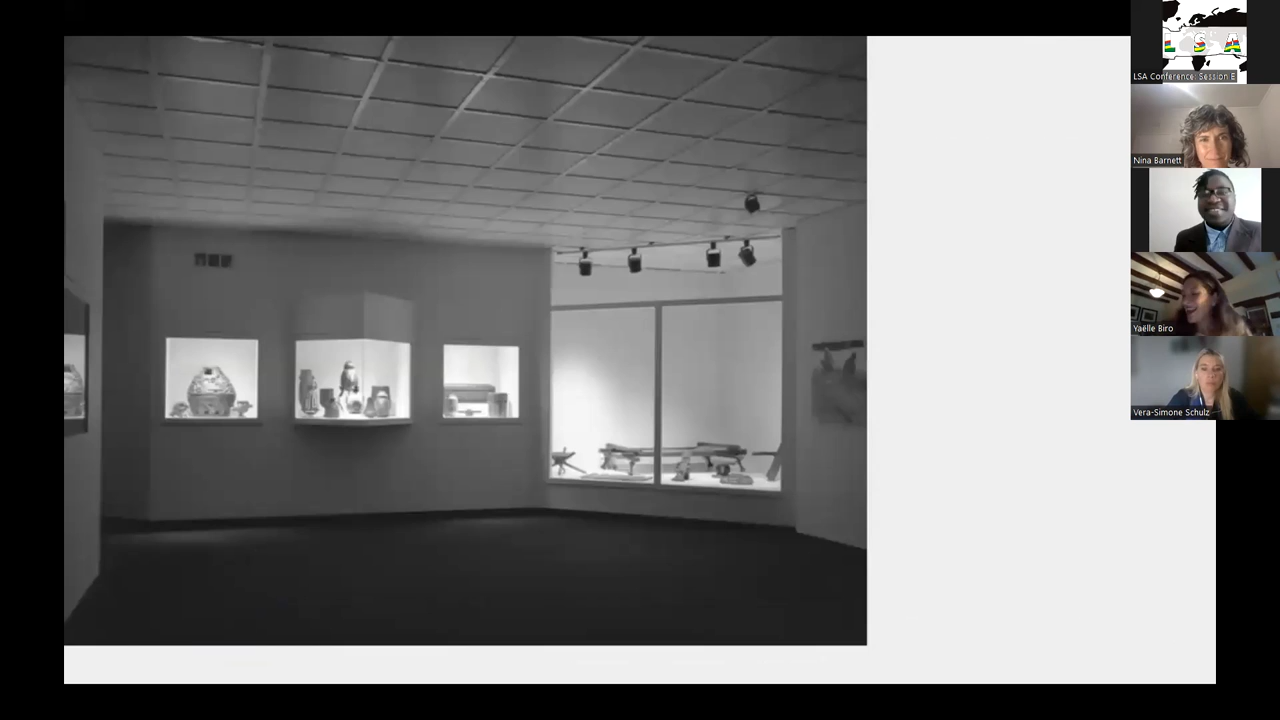 L S A
LSA Conference: Session E
Nina Barnett
Yaëlle Biro
Vera-Simone Schulz